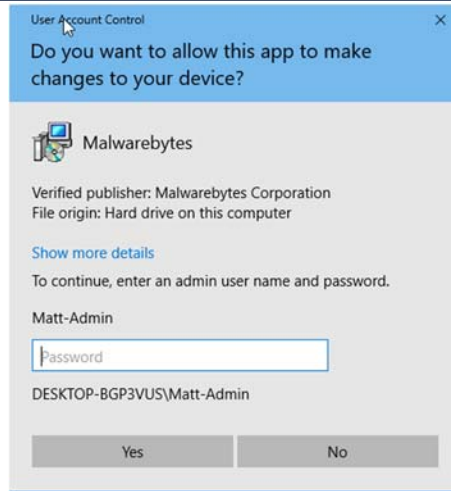 User Account Control
Do you want to allow this app to make
changes to your device?
Malwarebytes
Verified publisher: Malwarebytes Corporation
File origin: Hard drive on this computer
Show more details
To continue, enter an admin user name and password.
Matt-Admin
Password
DESKTOP-BGP3VUS\Matt-Admin
Yes No